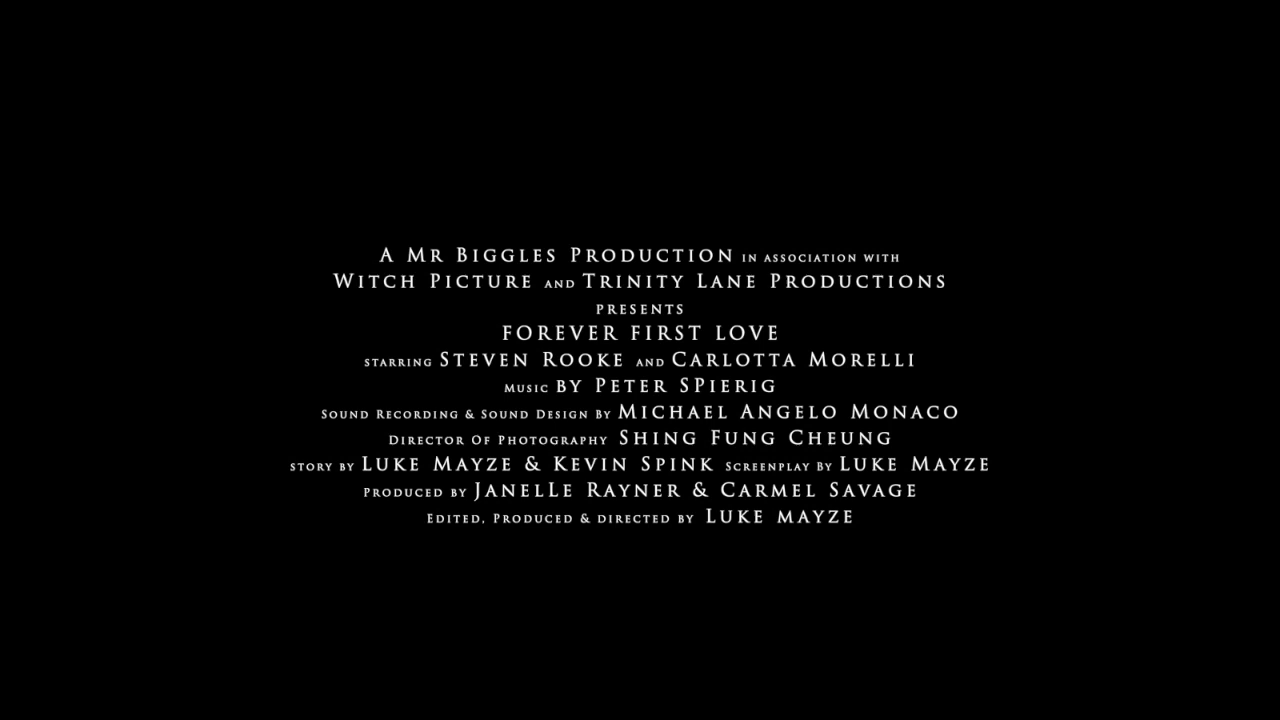 A Mr Biggles Production in association with
Witch Picture and Trinity Lane Productions
presents
FOREVER FIRST LOVE
starring Steven Rooke and Carlotta Morelli
Music by Peter SPierig
Sound Recording & Sound Design By Michael Angelo Monaco
Director Of Photography Shing Fung Cheung
story by Luke Mayze & Kevin Spink Screenplay By Luke Mayze
Produced by JanelLe Rayner & Carmel Savage
Edited, Produced & directed by Luke mayze